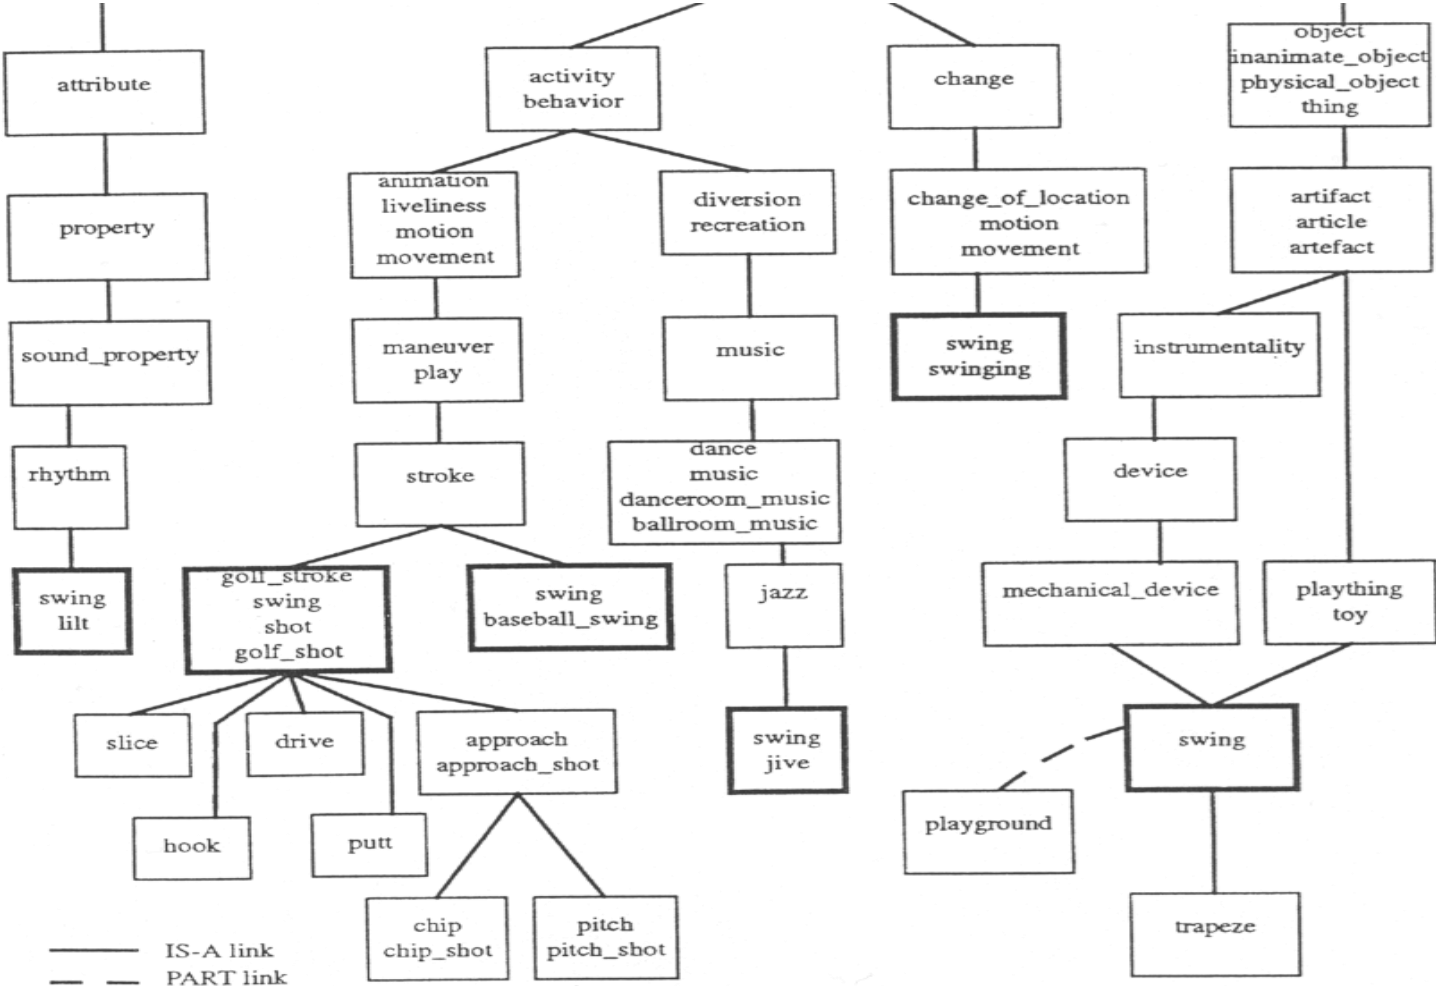 attribute
activity
behavior
change
object
inanimate_object
physical_object
thing
property
animation
liveliness
motion
movement
diversion
recreation
change_of_location
motion
movement
artifact
article
artefact
sound_property
maneuver
play
music
swing
swinging
instrumentality
rhythm
stroke
dance
music
danceroom_music
ballroom_music
device
swing
lilt
golf_stroke
swing
shot
golf_shot
swing
baseball_swing
jazz
mechanical_device
plaything
toy
slice
drive
approach
approach_shot
swing
jive
swing
hook
putt
playground
chip
chip_shot
pitch
pitch_shot
trapeze
IS-A link
PART link